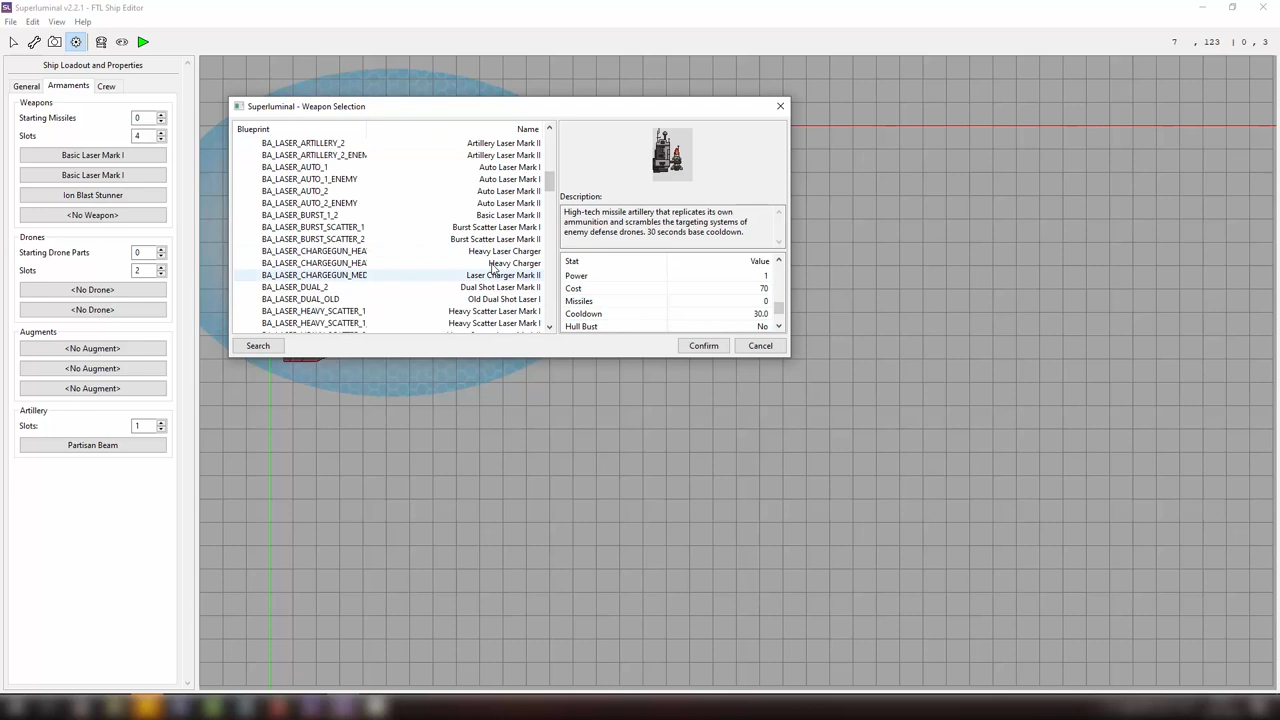 Superluminal v2.2.1 - FTL Ship Editor
File Edit View Help
7 , 123 | 0 , 3
Ship Loadout and Properties
General Armaments Crew
Weapons
Starting Missiles 0
Slots 4
Basic Laser Mark I
Basic Laser Mark I
Ion Blast Stunner
<No Weapon>
Drones
Starting Drone Parts 0
Slots 2
<No Drone>
<No Drone>
Augments
<No Augment>
<No Augment>
<No Augment>
Artillery
Slots: 1
Partisan Beam
Superluminal - Weapon Selection
Blueprint Name
BA_LASER_ARTILLERY_2 Artillery Laser Mark II
BA_LASER_ARTILLERY_2_ENEM Artillery Laser Mark II
BA_LASER_AUTO_1 Auto Laser Mark I
BA_LASER_AUTO_1_ENEMY Auto Laser Mark I
BA_LASER_AUTO_2 Auto Laser Mark II
BA_LASER_AUTO_2_ENEMY Auto Laser Mark II
BA_LASER_BURST_1_2 Basic Laser Mark II
BA_LASER_BURST_SCATTER_1 Burst Scatter Laser Mark I
BA_LASER_BURST_SCATTER_2 Burst Scatter Laser Mark II
BA_LASER_CHARGEGUN_HEA Heavy Laser Charger
BA_LASER_CHARGEGUN_HEA Heavy Charger
BA_LASER_CHARGEGUN_MED Laser Charger Mark II
BA_LASER_DUAL_2 Dual Shot Laser Mark II
BA_LASER_DUAL_OLD Old Dual Shot Laser I
BA_LASER_HEAVY_SCATTER_1 Heavy Scatter Laser Mark I
BA_LASER_HEAVY_SCATTER_1_ Heavy Scatter Laser Mark I
Search
Description:
High-tech missile artillery that replicates its own
ammunition and scrambles the targeting systems of
enemy defense drones. 30 seconds base cooldown.
Stat Value
Power 1
Cost 70
Missiles 0
Cooldown 30.0
Hull Bust No
Confirm Cancel